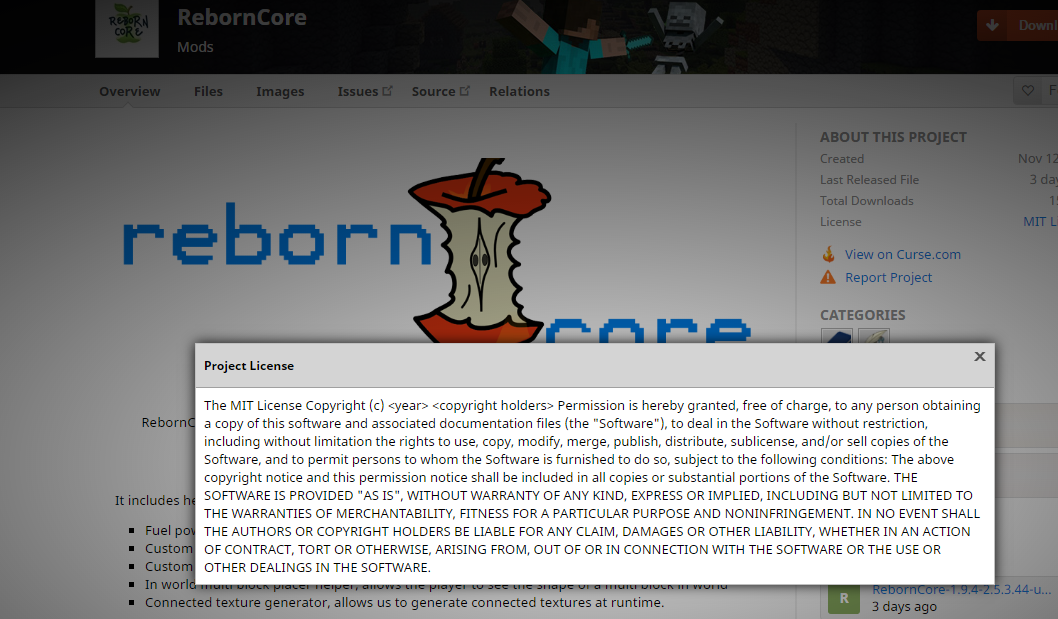 REBORN
CORE
RebornCore
Mods
Overview Files Images Issues Source Relations
reborn
core
ABOUT THIS PROJECT
Created Nov 12
Last Released File 3 day
Total Downloads
License MIT L
View on Curse.com
Report Project
CATEGORIES
Project License
The MIT License Copyright (c) <year> <copyright holders> Permission is hereby granted, free of charge, to any person obtaining
a copy of this software and associated documentation files (the "Software"), to deal in the Software without restriction,
including without limitation the rights to use, copy, modify, merge, publish, distribute, sublicense, and/or sell copies of the
Software, and to permit persons to whom the Software is furnished to do so, subject to the following conditions: The above
copyright notice and this permission notice shall be included in all copies or substantial portions of the Software. THE
SOFTWARE IS PROVIDED "AS IS", WITHOUT WARRANTY OF ANY KIND, EXPRESS OR IMPLIED, INCLUDING BUT NOT LIMITED TO
THE WARRANTIES OF MERCHANTABILITY, FITNESS FOR A PARTICULAR PURPOSE AND NONINFRINGEMENT. IN NO EVENT SHALL
THE AUTHORS OR COPYRIGHT HOLDERS BE LIABLE FOR ANY CLAIM, DAMAGES OR OTHER LIABILITY, WHETHER IN AN ACTION
OF CONTRACT, TORT OR OTHERWISE, ARISING FROM, OUT OF OR IN CONNECTION WITH THE SOFTWARE OR THE USE OR
OTHER DEALINGS IN THE SOFTWARE.
RebornC
It includes he
Fuel pow
Custom
Custom
In world multi block placer helper, allows the player to see the shape of a multi block in world
Connected texture generator, allows us to generate connected textures at runtime.
R
RebornCore-1.9.4-2.5.3.44-u...
3 days ago